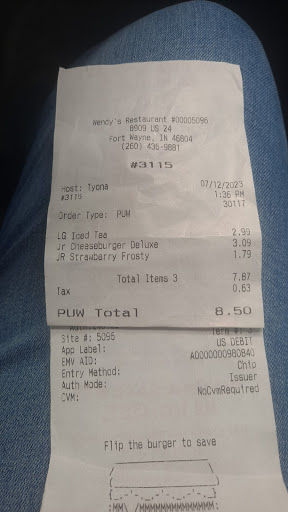 Wendy's Restaurant #00005096
8909 US 24
Fort Wayne, IN 46804
(260) 436-9881
#3115
Host: Tyona 07/12/2023
#3115 1:36 PM
30117
Order Type: PUW
LG Iced Tea 2.99
Jr Cheeseburger Deluxe 3.09
JR Strawberry Frosty 1.79
Total Items 3 7.87
Tax 0.63
PUW Total 8.50
Site #: 5096
App Label: US DEBIT
EMV AID: A0000000980840
Entry Method: Chip
Auth Mode: Issuer
CVM: NoCvmRequired
Flip the burger to save